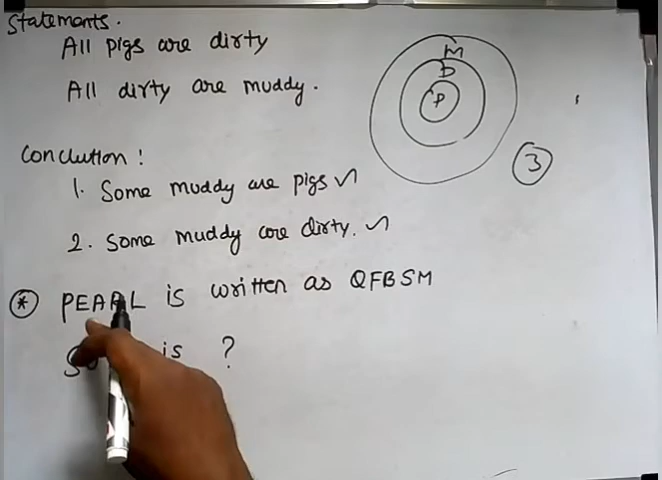 Statements.
All pigs are dirty
All dirty are muddy.
M
D
P
3
Conclution:
1. Some muddy are pigs
2. Some muddy are dirty.
* PEARL is written as QFBSM
is ?